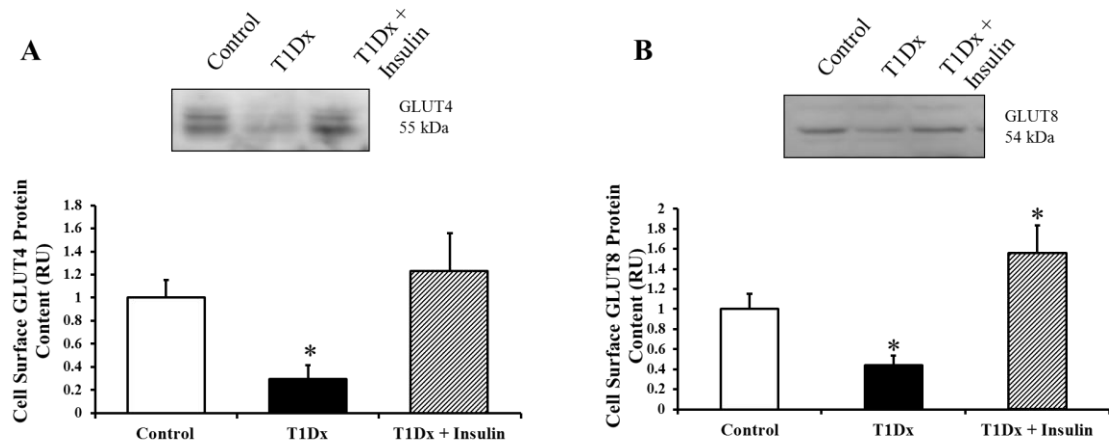 A
Control
T1Dx
T1Dx +
Insulin
GLUT4
55 kDa
Cell Surface GLUT4 Protein
Content (RU)
1.8
1.6
1.4
1.2
1
0.8
0.6
0.4
0.2
0
*
Control
T1Dx
T1Dx + Insulin
B
Control
T1Dx
T1Dx +
Insulin
GLUT8
54 kDa
Cell Surface GLUT8 Protein
Content (RU)
2
1.8
1.6
1.4
1.2
1
0.8
0.6
0.4
0.2
0
*
*
Control
T1Dx
T1Dx + Insulin